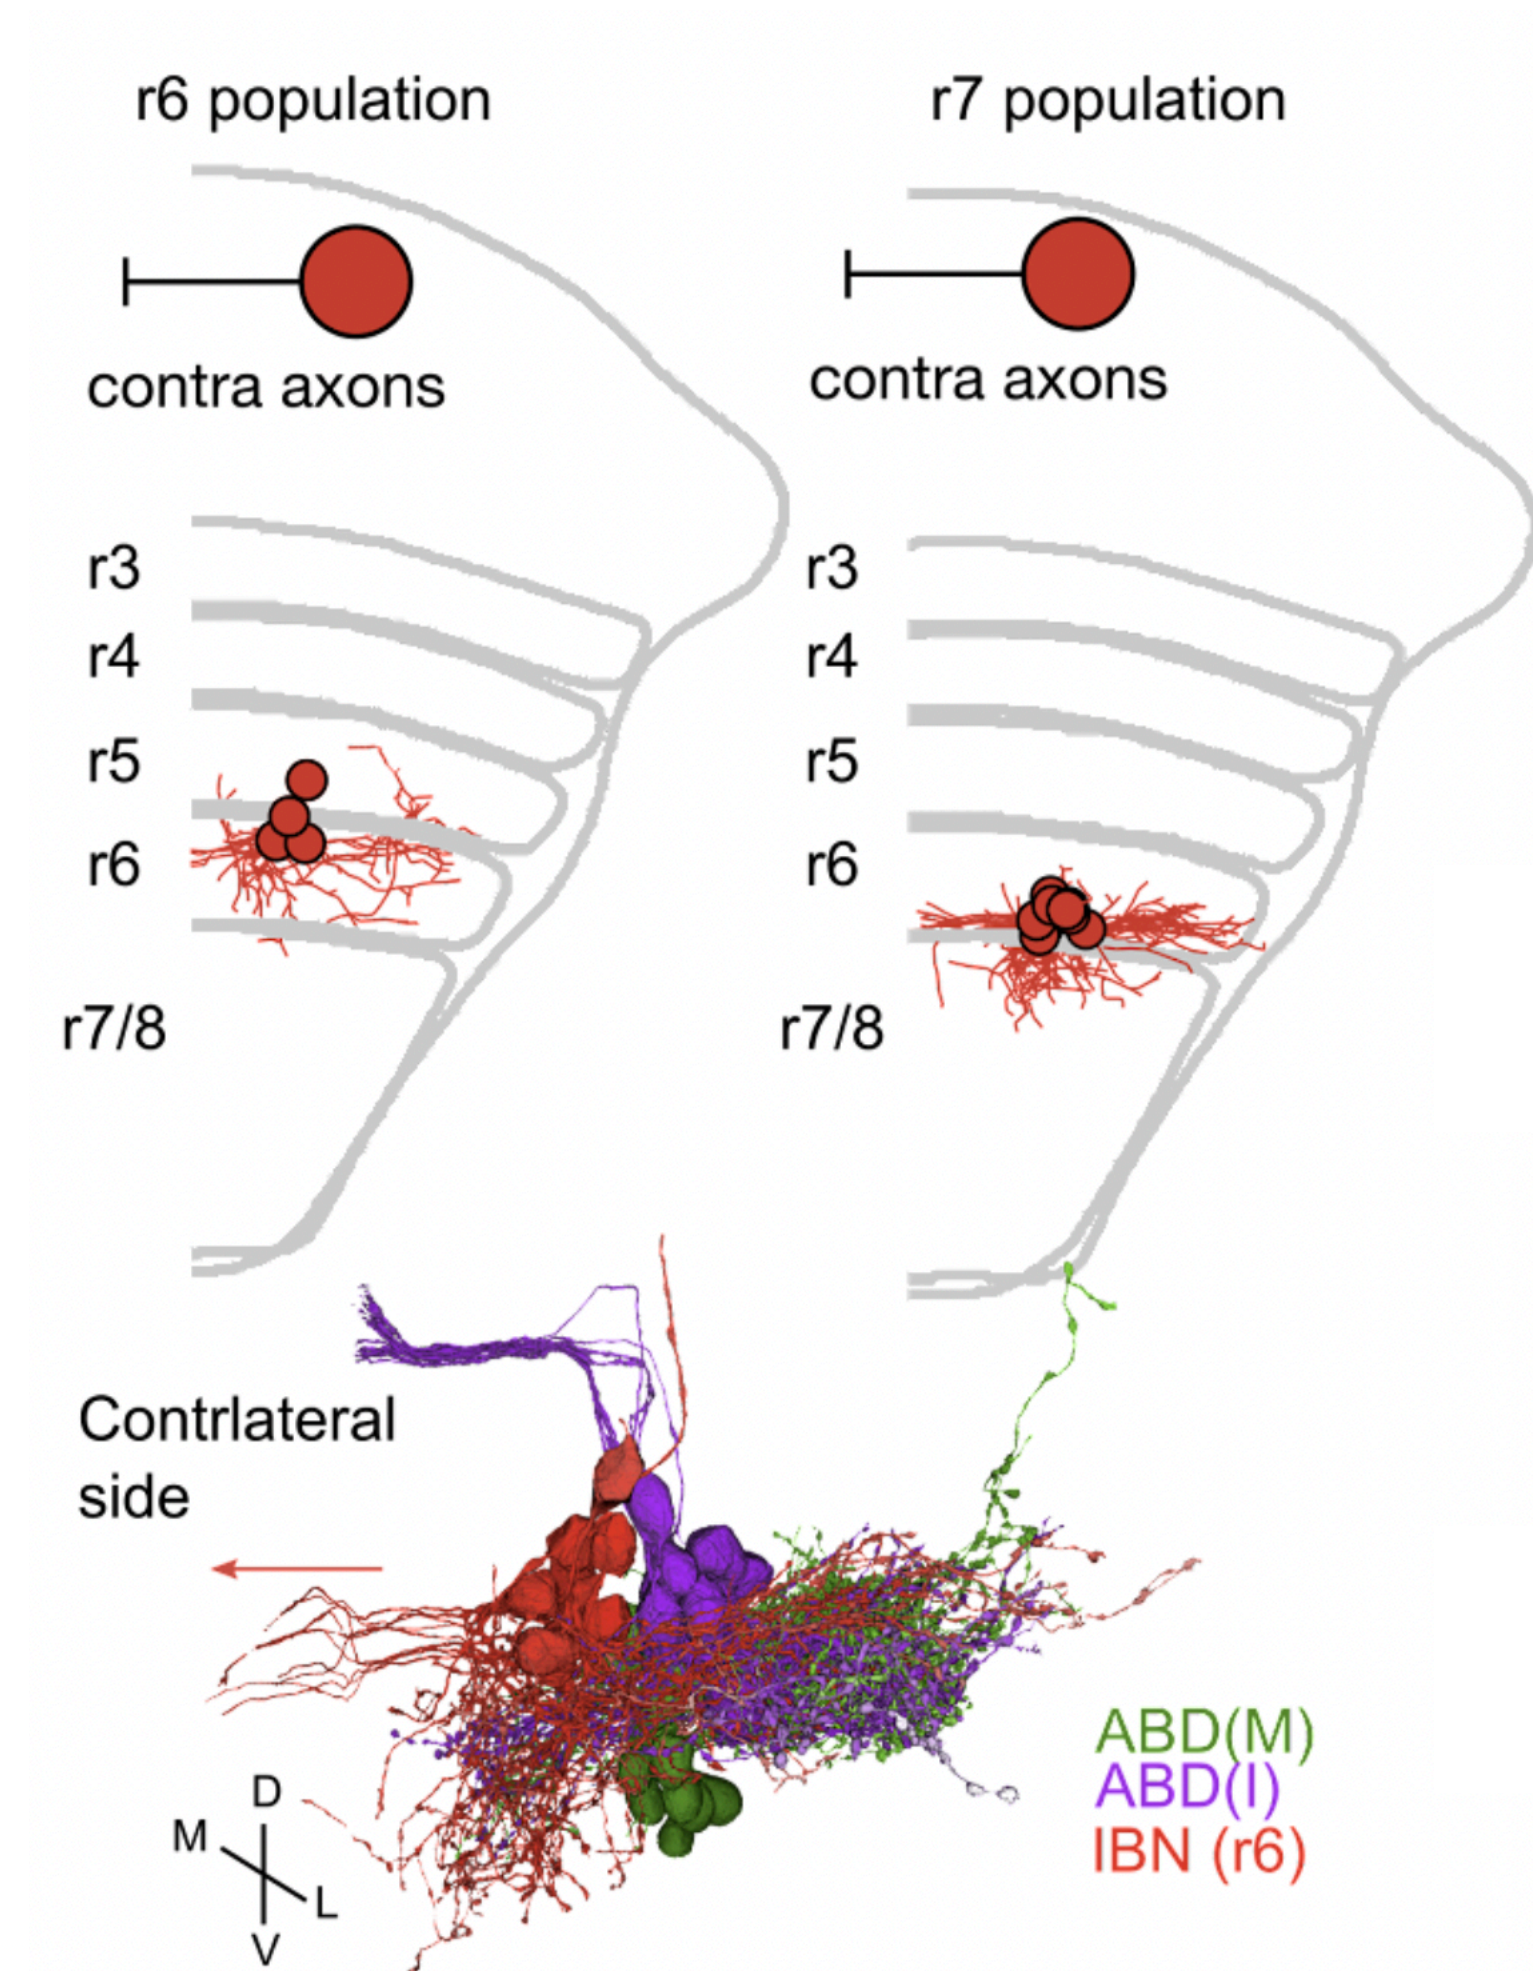 r6 population
r7 population
contra axons
contra axons
r3
r4
r5
r6
r7/8
r3
r4
r5
r6
r7/8
Contrlateral
side
ABD(M)
ABD(I)
IBN (r6)
D
M
L
V